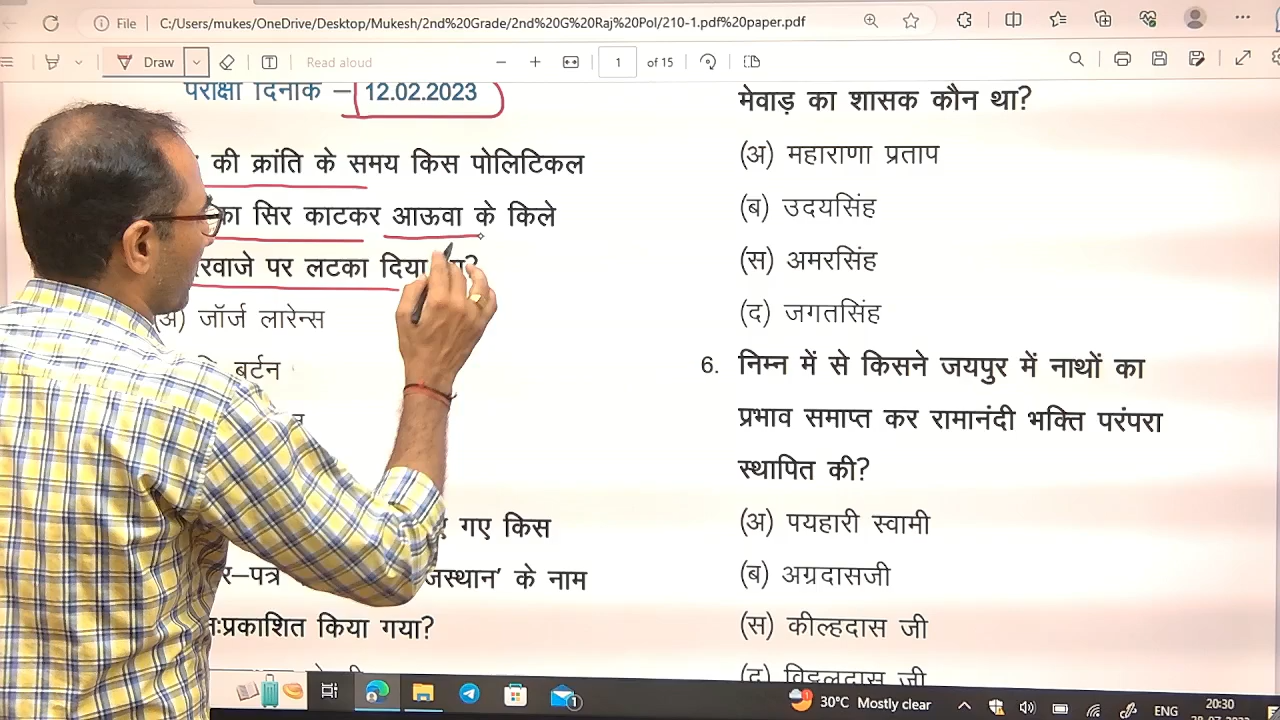 File
C:/Users/mukes/OneDrive/Desktop/Mukesh/2nd%20Grade/2nd%20G%20Raj%20Pol/210-1.pdf%20paper.pdf
Draw
Read aloud
1
of 15
परीक्षा दिनांक – 12.02.2023
की क्रांति के समय किस पोलिटिकल
का सिर काटकर आऊवा के किले
पर लटका दिया
(अ) जॉर्ज लारेन्स
बर्टन
गए किस
के नाम
किया गया?
मेवाड़ का शासक कौन था?
(अ) महाराणा प्रताप
(ब) उदयसिंह
(स) अमरसिंह
(द) जगतसिंह
6. निम्न में से किसने जयपुर में नाथों का
प्रभाव समाप्त कर रामानंदी भक्ति परंपरा
स्थापित की?
(अ) पयहारी स्वामी
(ब) अग्रदासजी
(स) कील्हदास जी
(द) विट्ठलदास जी
30°C Mostly clear
ENG
20:30